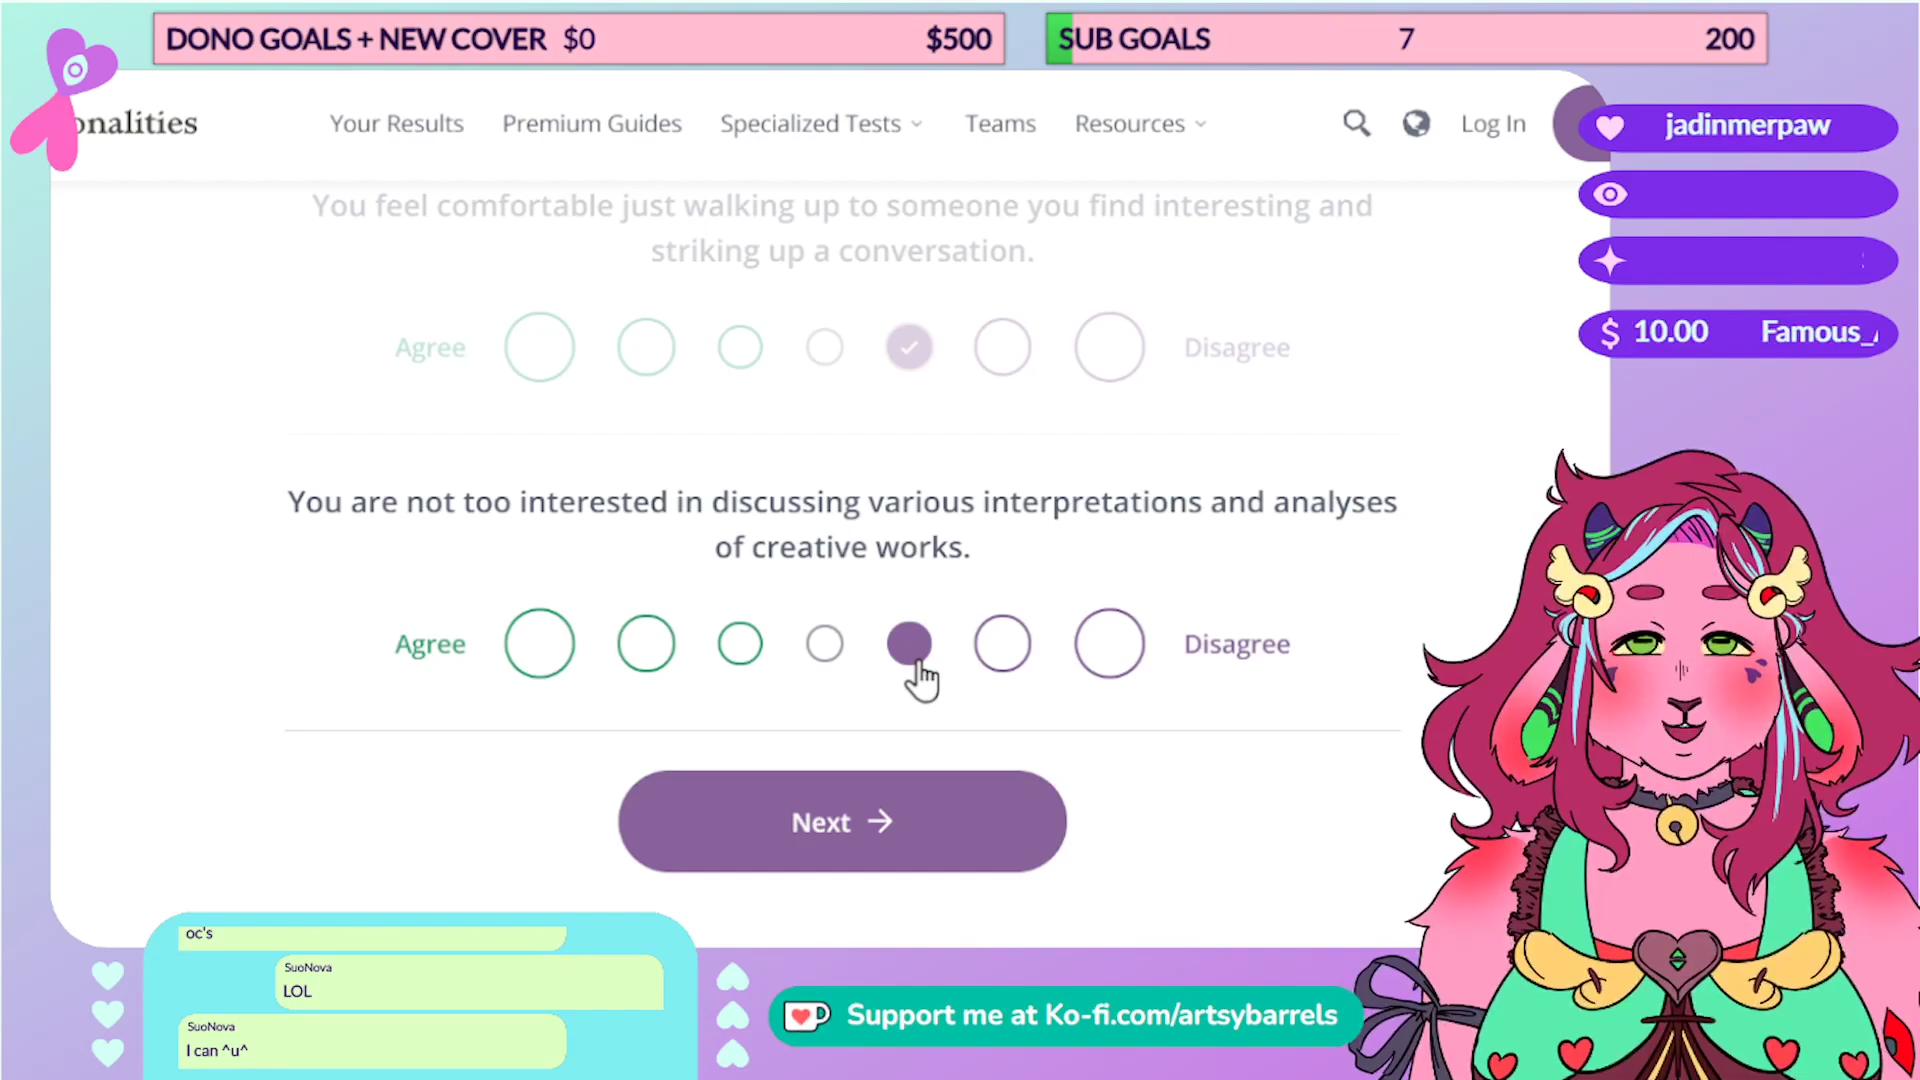 DONO GOALS + NEW COVER $0 $500
SUB GOALS 7 200
onalities
Your Results Premium Guides Specialized Tests Teams Resources Log In
jadinmerpaw
$ 10.00 Famous_
You feel comfortable just walking up to someone you find interesting and
striking up a conversation.
Agree Disagree
You are not too interested in discussing various interpretations and analyses
of creative works.
Agree Disagree
Next
oc's
SuoNova
LOL
SuoNova
I can ^u^
Support me at Ko-fi.com/artsybarrels